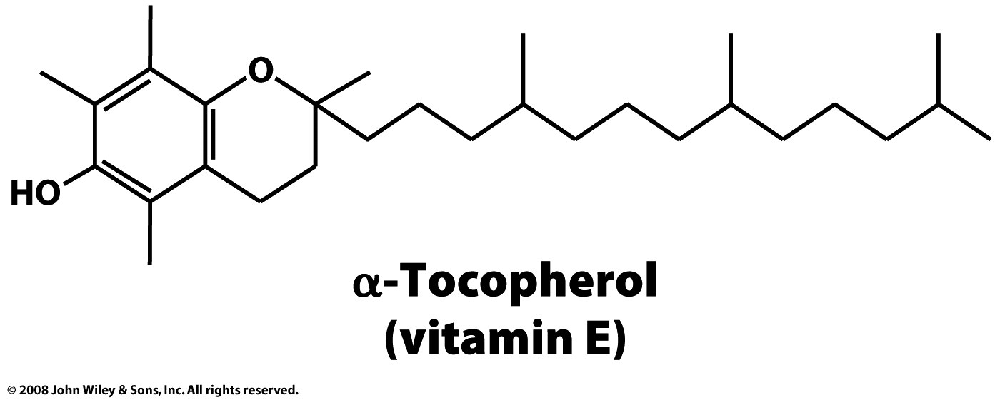 O
HO
α-Tocopherol
(vitamin E)
© 2008 John Wiley & Sons, Inc. All rights reserved.